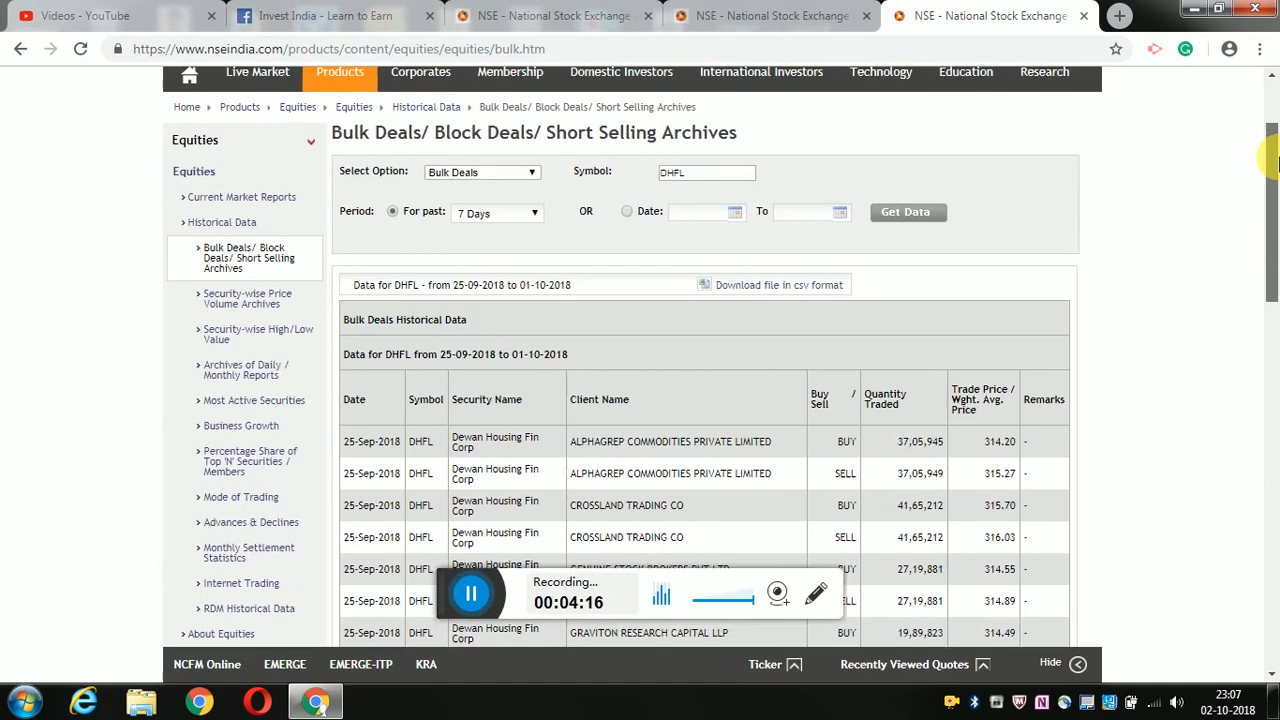 Videos - YouTube
Invest India - Learn to Earn
NSE - National Stock Exchange
NSE - National Stock Exchange
NSE - National Stock Exchange
https://www.nseindia.com/products/content/equities/equities/bulk.htm
Live Market Products Corporates Membership Domestic Investors International Investors Technology Education Research
Home Products Equities Equities Historical Data Bulk Deals/ Block Deals/ Short Selling Archives
Equities
Equities
Current Market Reports
Historical Data
Bulk Deals/ Block
Deals/ Short Selling
Archives
Security-wise Price
Volume Archives
Security-wise High/Low
Value
Archives of Daily /
Monthly Reports
Most Active Securities
Business Growth
Percentage Share of
Top 'N' Securities /
Members
Mode of Trading
Advances & Declines
Monthly Settlement
Statistics
Internet Trading
RDM Historical Data
About Equities
Bulk Deals/ Block Deals/ Short Selling Archives
Select Option: Bulk Deals Symbol: DHFL
Period: For past: 7 Days OR Date: To Get Data
Data for DHFL - from 25-09-2018 to 01-10-2018 Download file in csv format
Bulk Deals Historical Data
Data for DHFL from 25-09-2018 to 01-10-2018
Date Symbol Security Name Client Name Buy / Sell Quantity Traded Trade Price / Wght. Avg. Price Remarks
25-Sep-2018 DHFL Dewan Housing Fin Corp ALPHAGREP COMMODITIES PRIVATE LIMITED BUY 37,05,945 314.20 -
25-Sep-2018 DHFL Dewan Housing Fin Corp ALPHAGREP COMMODITIES PRIVATE LIMITED SELL 37,05,949 315.27 -
25-Sep-2018 DHFL Dewan Housing Fin Corp CROSSLAND TRADING CO BUY 41,65,212 315.70 -
25-Sep-2018 DHFL Dewan Housing Fin Corp CROSSLAND TRADING CO SELL 41,65,212 316.03 -
25-Sep-2018 DHFL Dewan Housing Fin GENUINE STOCK BROKERS PVT LTD BUY 27,19,881 314.55 -
25-Sep-2018 27,19,881 314.89 -
25-Sep-2018 DHFL Dewan Housing Fin Corp GRAVITON RESEARCH CAPITAL LLP BUY 19,89,823 314.49 -
Recording...
00:04:16
NCFM Online EMERGE EMERGE-ITP KRA Ticker Recently Viewed Quotes Hide
23:07
02-10-2018